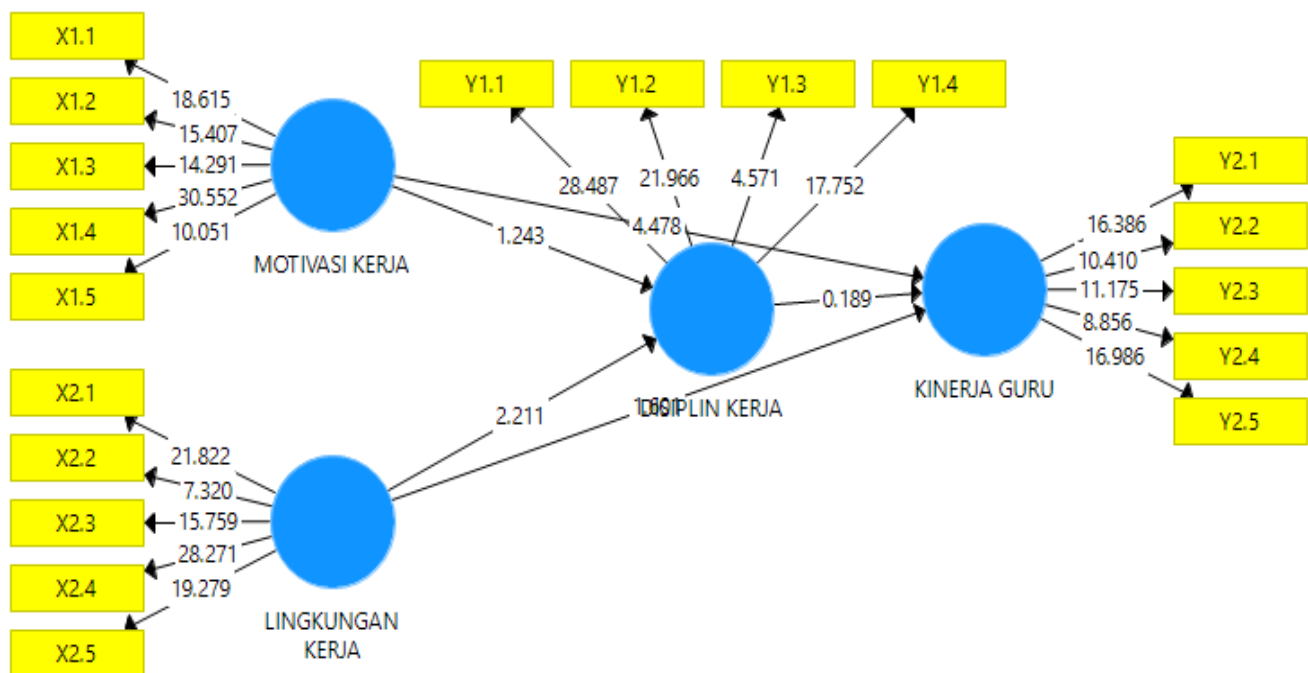 X1.1
X1.2
X1.3
X1.4
X1.5
18.615
15.407
14.291
30.552
10.051
MOTIVASI KERJA
Y1.1
Y1.2
Y1.3
Y1.4
28.487
21.966
4.571
17.752
4.478
1.243
0.189
2.211
DISIPLIN KERJA
X2.1
X2.2
X2.3
X2.4
X2.5
21.822
7.320
15.759
28.271
19.279
LINGKUNGAN
KERJA
KINERJA GURU
16.386
10.410
11.175
8.856
16.986
Y2.1
Y2.2
Y2.3
Y2.4
Y2.5